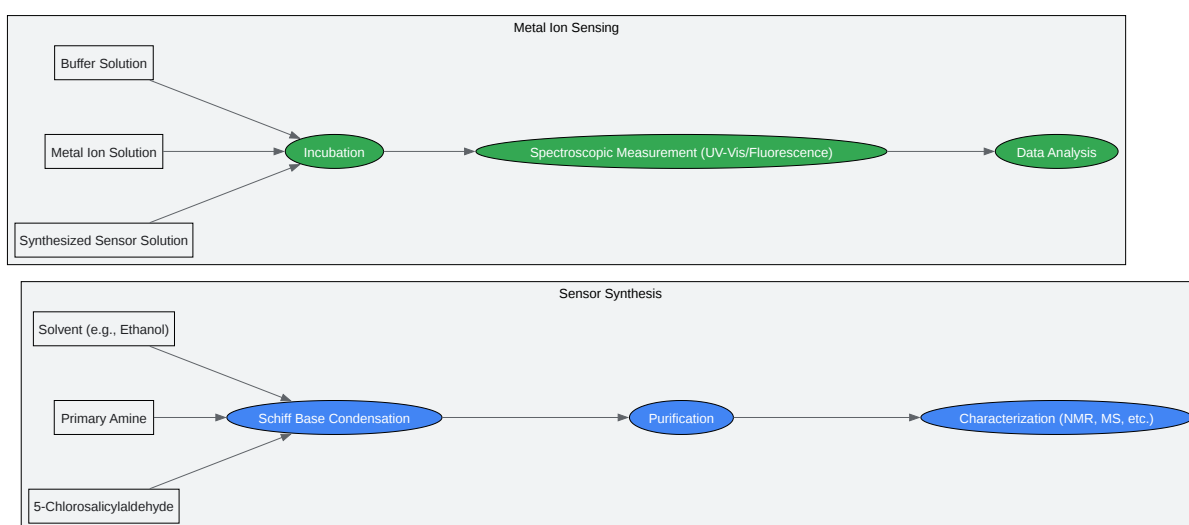 Metal Ion Sensing
Buffer Solution
Metal Ion Solution
Incubation
Spectroscopic Measurement (UV-Vis/Fluorescence)
Data Analysis
Synthesized Sensor Solution
Sensor Synthesis
Solvent (e.g., Ethanol)
Primary Amine
Schiff Base Condensation
Purification
Characterization (NMR, MS, etc.)
5-Chlorosalicylaldehyde